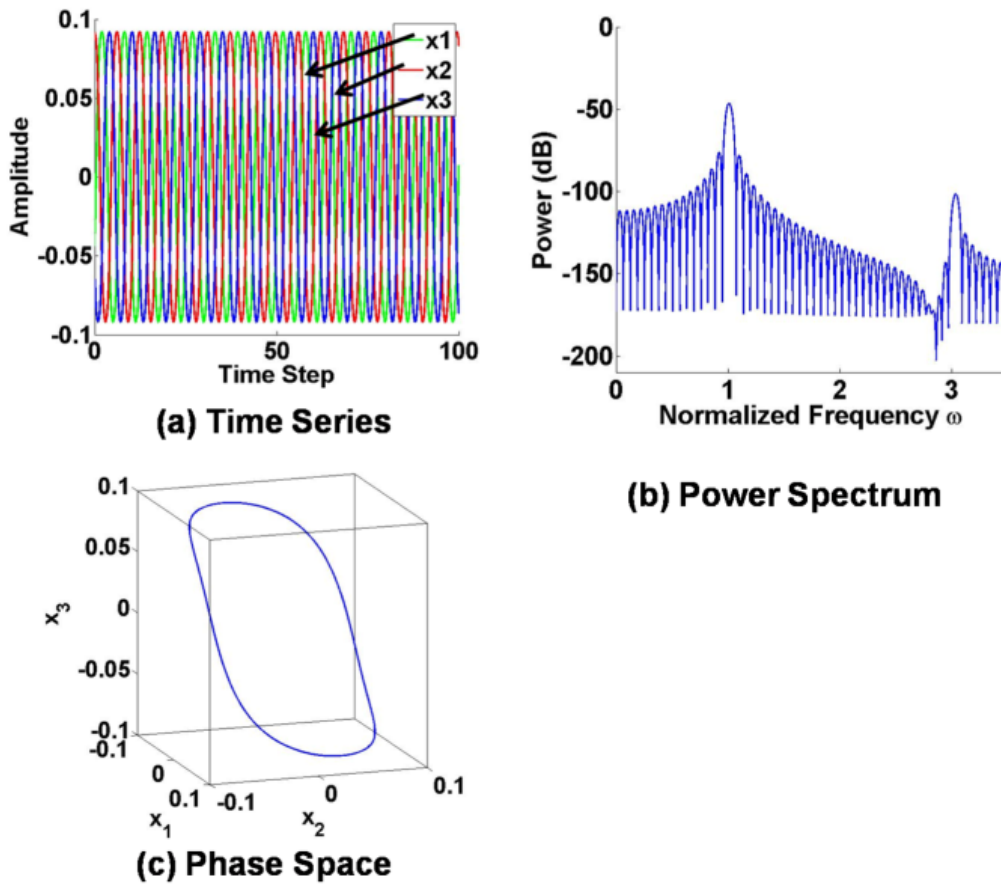 0.1
0.05
0
-0.05
-0.1
Amplitude
x1
x2
x3
0
50
100
Time Step
(a) Time Series
0
-50
-100
-150
-200
Power (dB)
0
1
2
3
Normalized Frequency ω
(b) Power Spectrum
0.1
0.05
0
-0.05
-0.1
x3
-0.1
0
0.1
x1
-0.1
0
0.1
x2
(c) Phase Space